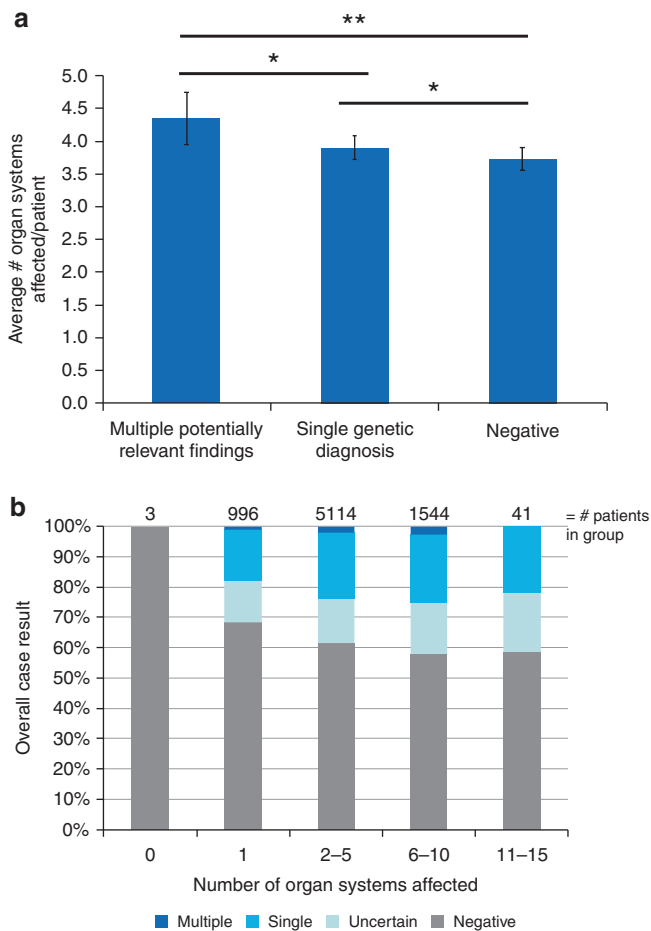 a
**
*
*
5.0
4.5
4.0
3.5
3.0
2.5
2.0
1.5
1.0
0.5
0.0
Average # organ systems
affected/patient
Multiple potentially
relevant findings
Single genetic
diagnosis
Negative
b
3
996
5114
1544
41
= # patients
in group
100%
90%
80%
70%
60%
50%
40%
30%
20%
10%
0%
Overall case result
0
1
2–5
6–10
11–15
Number of organ systems affected
Multiple
Single
Uncertain
Negative